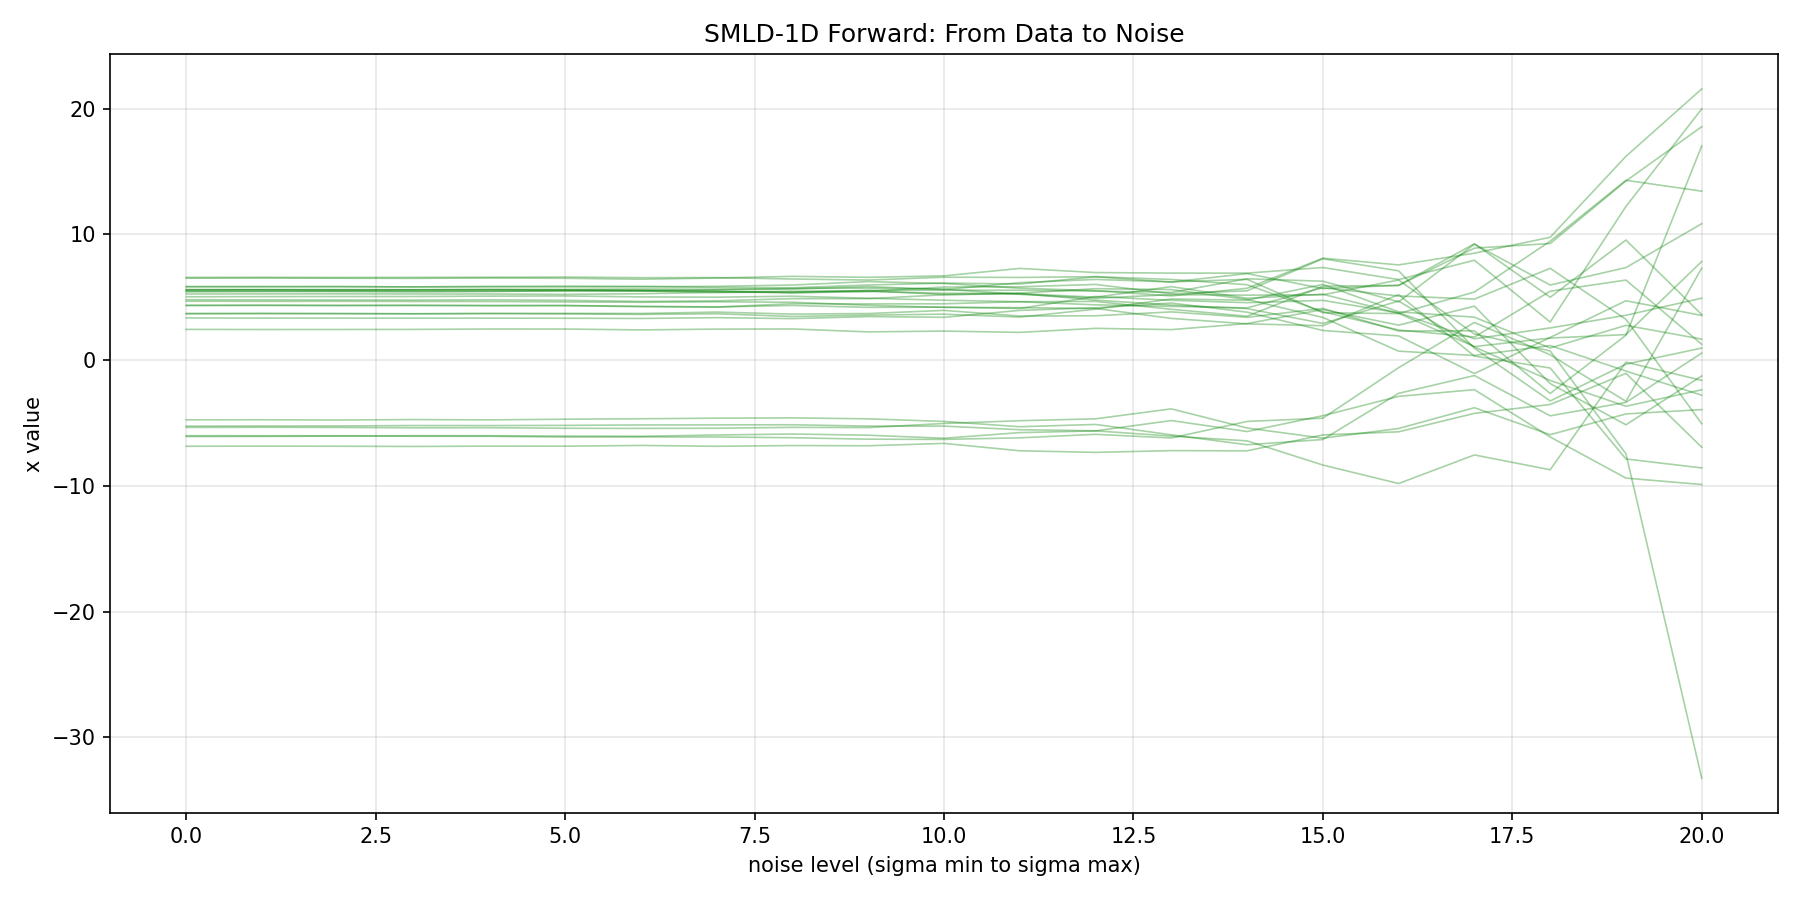 SMLD-1D Forward: From Data to Noise
20
10
0
−10
−20
−30
x value
0.0 2.5 5.0 7.5 10.0 12.5 15.0 17.5 20.0
noise level (sigma min to sigma max)